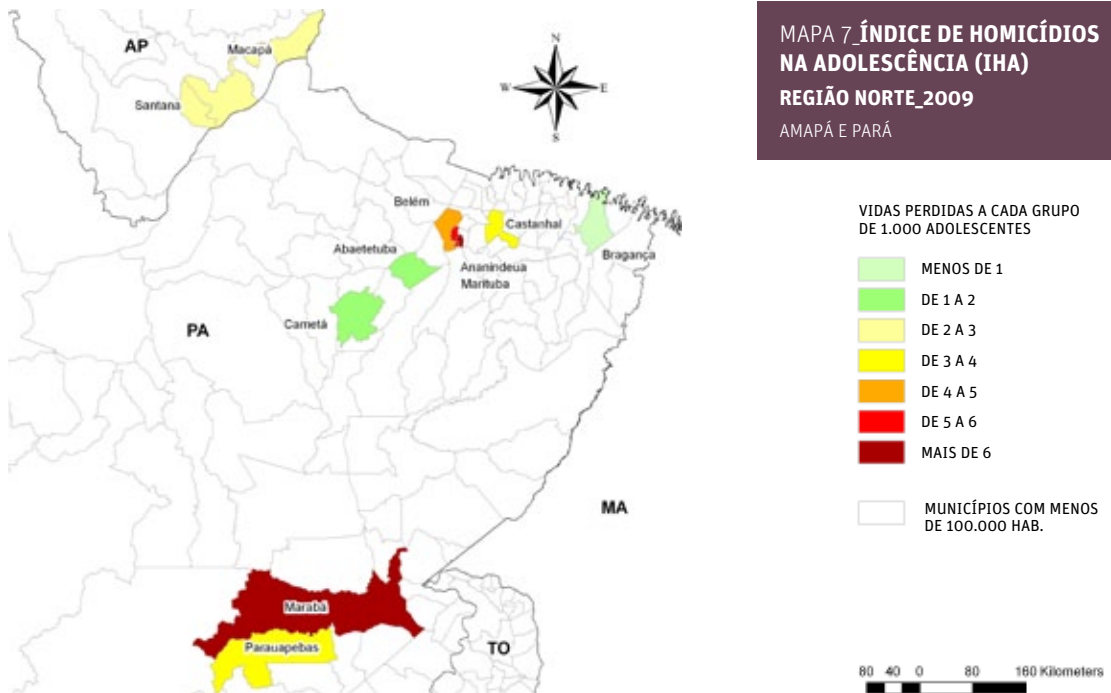 MAPA 7_ÍNDICE DE HOMICÍDIOS
NA ADOLESCÊNCIA (IHA)
REGIÃO NORTE_2009
AMAPÁ E PARÁ
VIDAS PERDIDAS A CADA GRUPO
DE 1.000 ADOLESCENTES
MENOS DE 1
DE 1 A 2
DE 2 A 3
DE 3 A 4
DE 4 A 5
DE 5 A 6
MAIS DE 6
MUNICÍPIOS COM MENOS
DE 100.000 HAB.
AP
Macapá
Santana
N
W
E
S
Belém
Castanhal
Abaetetuba
Bragança
Ananindeua
Marituba
Cametá
PA
MA
Marabá
Parauapebas
TO
80 40 0 80 160 Kilometers